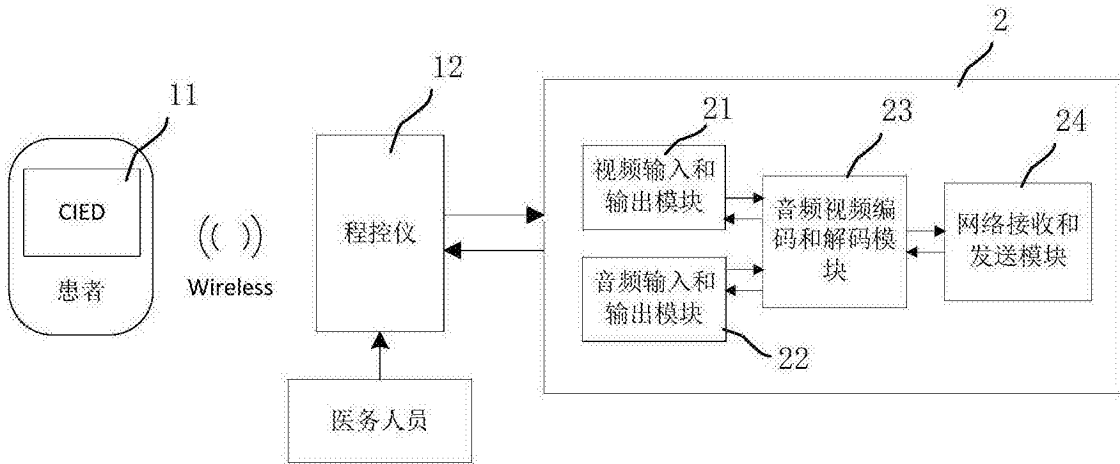 11
CIED
患者
Wireless
12
程控仪
医务人员
2
21
视频输入和
输出模块
音频输入和
输出模块
22
23
音频视频编
码和解码模
块
24
网络接收和
发送模块